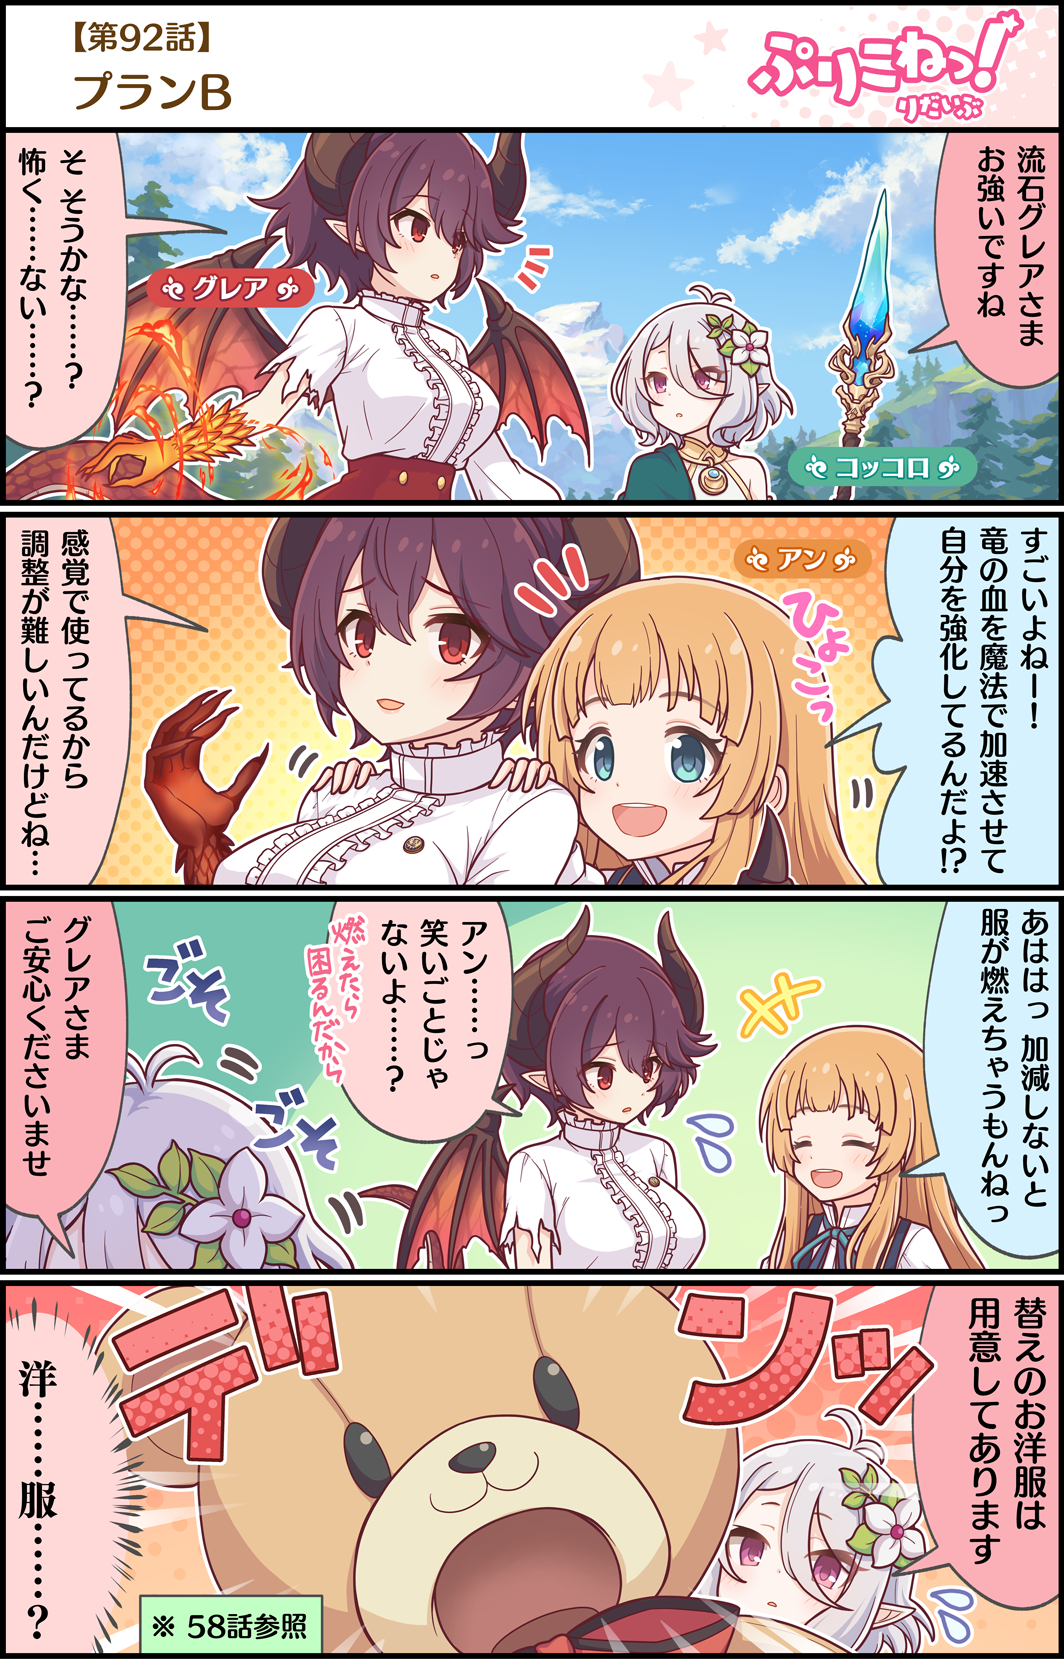 【第92話】
プランB
ぷりこねっ!
りだいぶ
流石グレアさま
お強いですね
そ そうかな……?
怖く……ない……?
グレア
コッコロ
すごいよねー!
竜の血を魔法で加速させて
自分を強化してるんだよ!?
アン
ひょこっ
感覚で使ってるから
調整が難しいんだけどね…
あははっ 加減しないと
服が燃えちゃうもんねっ
アン……っ
笑いごとじゃ
ないよ……?
燃えたら
困るんだから
ごそ
ごそ
グレアさま
ご安心くださいませ
替えのお洋服は
用意してあります
デンッ
洋……服……?
※ 58話参照